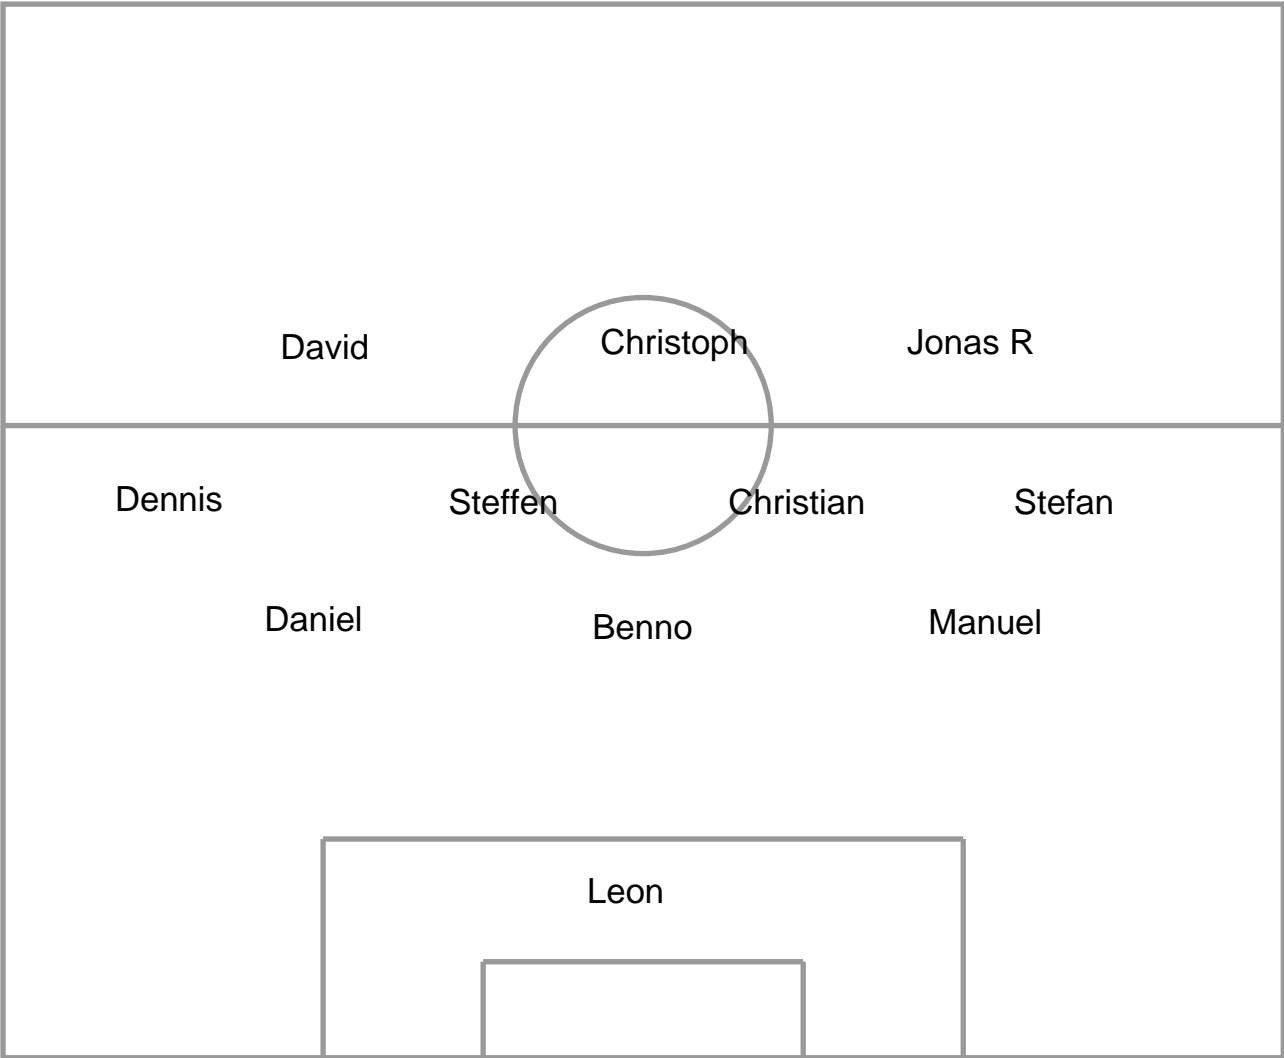 David Christoph Jonas R
Dennis Steffen Christian Stefan
Daniel Benno Manuel
Leon